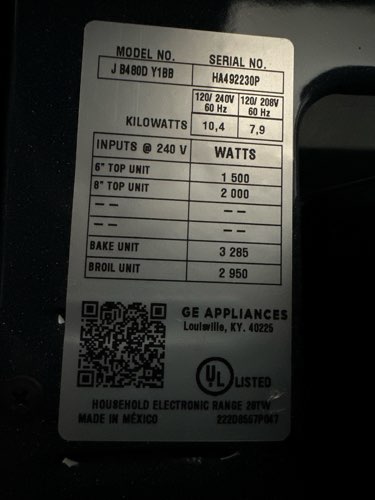 MODEL NO. SERIAL NO.
J B480D Y1BB HA492230P
120/ 240V 120/ 208V
60 Hz 60 Hz
KILOWATTS 10,4 7,9
INPUTS @ 240 V WATTS
6" TOP UNIT 1 500
8" TOP UNIT 2 000
-- --
-- --
BAKE UNIT 3 285
BROIL UNIT 2 950
GE APPLIANCES
Louisville, KY. 40225
UL LISTED
HOUSEHOLD ELECTRONIC RANGE 28TW
MADE IN MÉXICO 222D8567P047